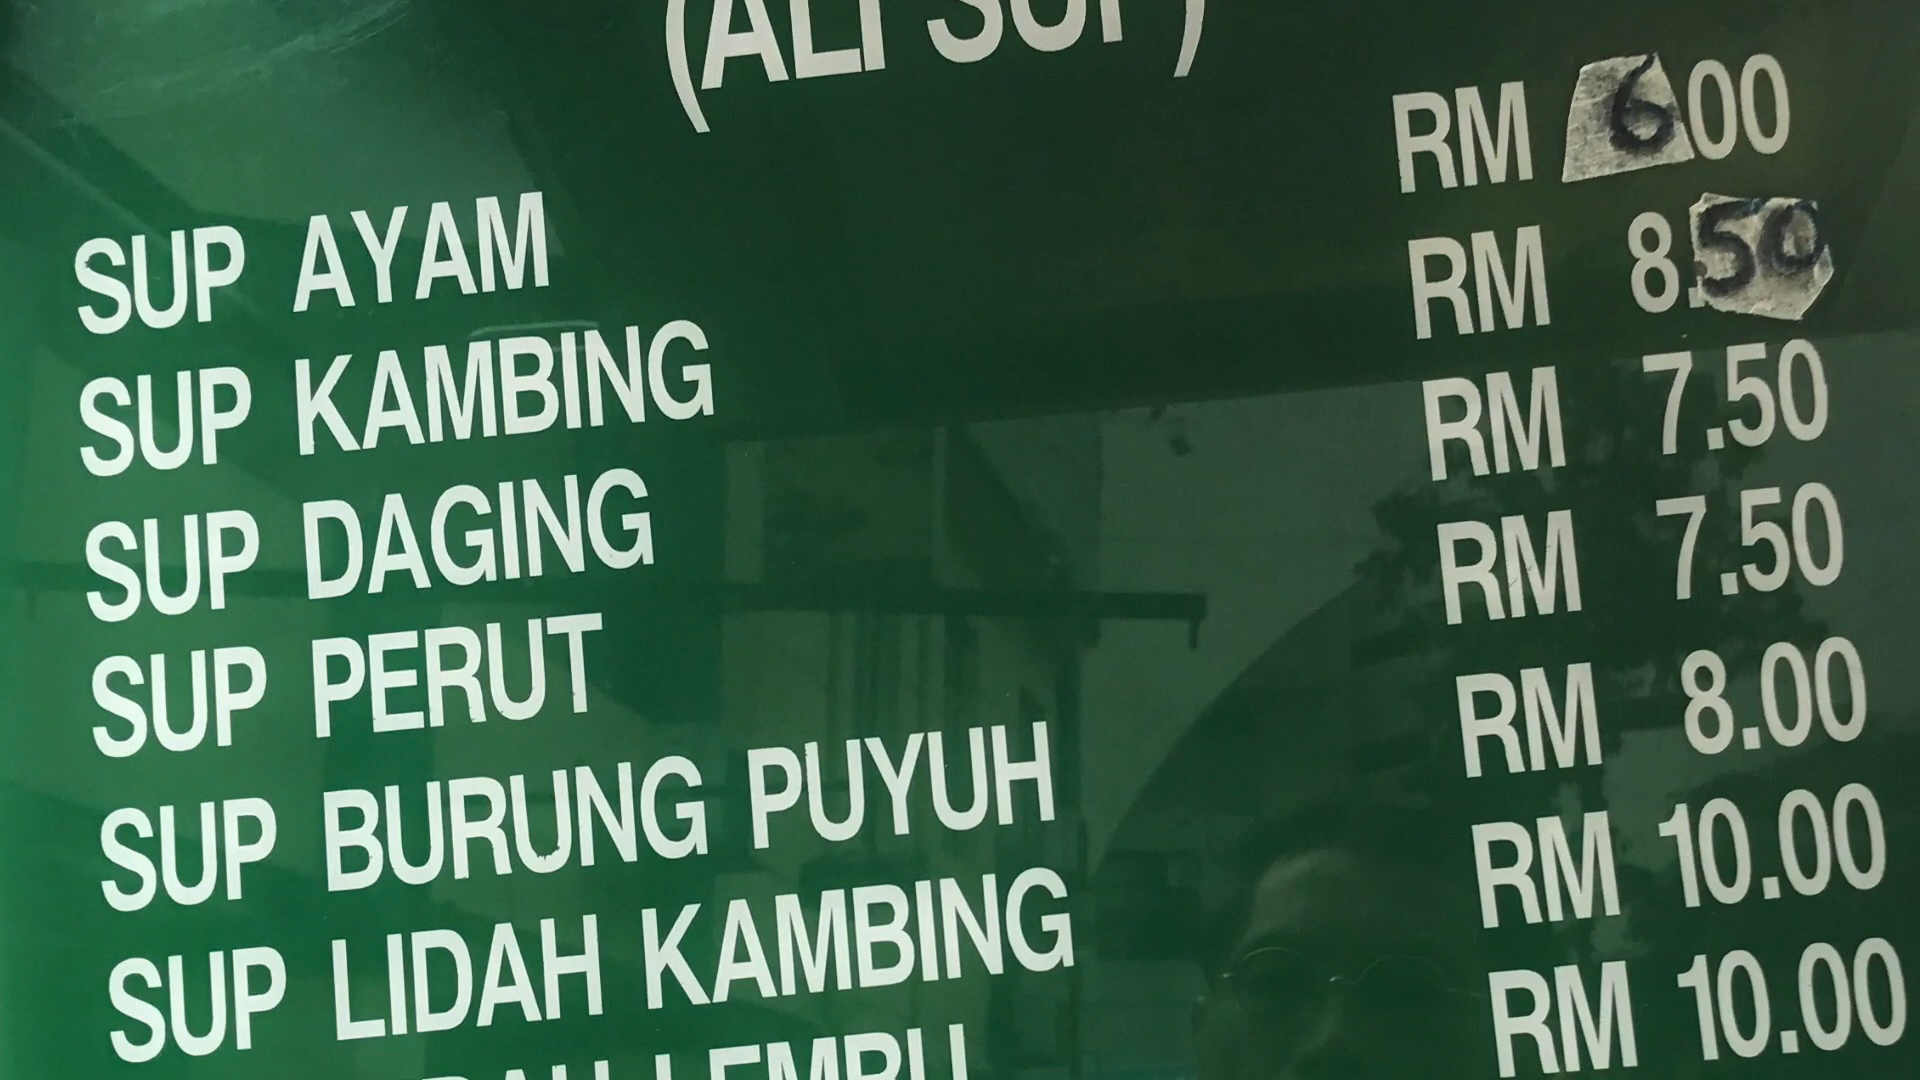 (ALI SUP)
SUP AYAM RM 6 00
SUP KAMBING RM 8.50
SUP DAGING RM 7.50
SUP PERUT RM 7.50
SUP BURUNG PUYUH RM 8.00
SUP LIDAH KAMBING RM 10.00
LEMBU RM 10.00